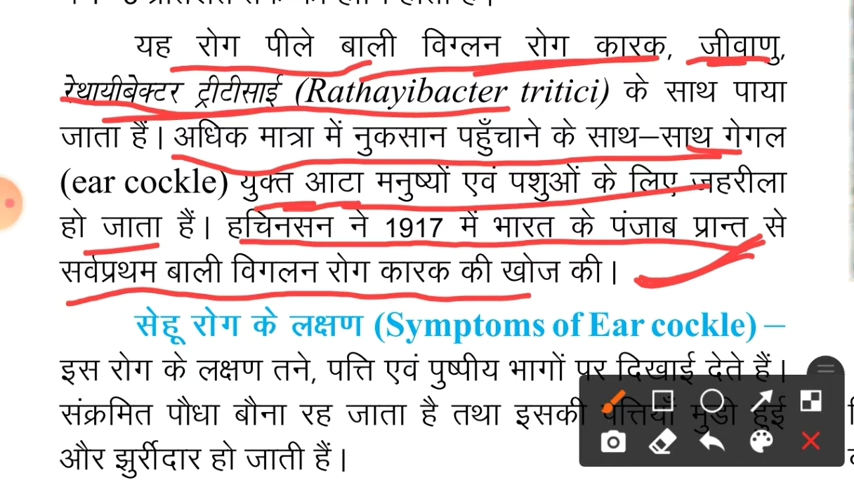 यह रोग पीले बाली विग्लन रोग कारक, जीवाणु,
रेथायीबेक्टर ट्रीटीसाई (Rathayibacter tritici) के साथ पाया
जाता हैं। अधिक मात्रा में नुकसान पहुँचाने के साथ–साथ गेगल
(ear cockle) युक्त आटा मनुष्यों एवं पशुओं के लिए जहरीला
हो जाता हैं। हचिनसन ने 1917 में भारत के पंजाब प्रान्त से
सर्वप्रथम बाली विगलन रोग कारक की खोज की।
सेहू रोग के लक्षण (Symptoms of Ear cockle) –
इस रोग के लक्षण तने, पत्ति एवं पुष्पीय भागों पर दिखाई देते हैं।
संक्रमित पौधा बौना रह जाता है तथा इसकी पत्तियाँ मुडी हुई
और झुर्रीदार हो जाती हैं।